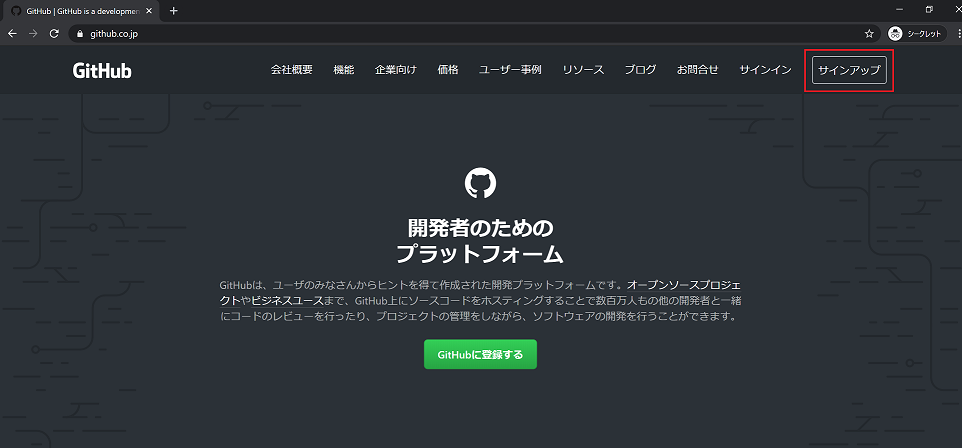 GitHub | GitHub is a developmen
github.co.jp
シークレット
GitHub
会社概要 機能 企業向け 価格 ユーザー事例 リソース ブログ お問合せ サインイン サインアップ
開発者のための
プラットフォーム
GitHubは、ユーザのみなさんからヒントを得て作成された開発プラットフォームです。オープンソースプロジェ
クトやビジネスユースまで、GitHub上にソースコードをホスティングすることで数百万人もの他の開発者と一緒
にコードのレビューを行ったり、プロジェクトの管理をしながら、ソフトウェアの開発を行うことができます。
GitHubに登録する